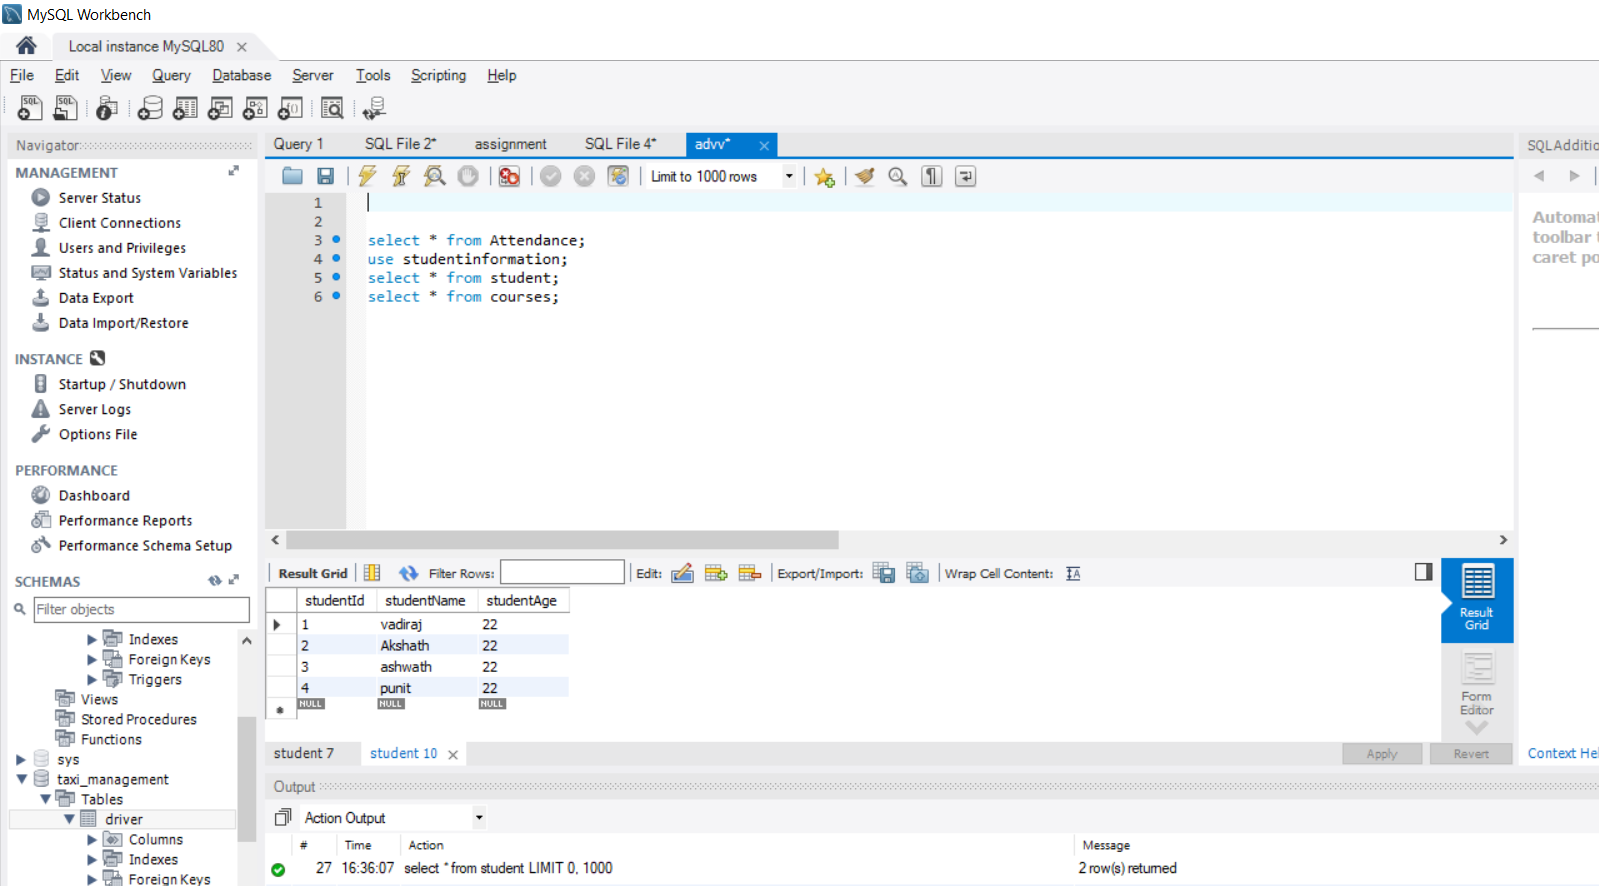 MySQL Workbench
Local instance MySQL80
File Edit View Query Database Server Tools Scripting Help
Navigator
MANAGEMENT
Server Status
Client Connections
Users and Privileges
Status and System Variables
Data Export
Data Import/Restore
INSTANCE
Startup / Shutdown
Server Logs
Options File
PERFORMANCE
Dashboard
Performance Reports
Performance Schema Setup
SCHEMAS
Filter objects
Indexes
Foreign Keys
Triggers
Views
Stored Procedures
Functions
sys
taxi_management
Tables
driver
Columns
Indexes
Foreign Keys
Query 1 SQL File 2* assignment SQL File 4* advv*
Limit to 1000 rows
1
2
3 select * from Attendance;
4 use studentinformation;
5 select * from student;
6 select * from courses;
Result Grid Filter Rows: Edit: Export/Import: Wrap Cell Content:
studentId studentName studentAge
1 vadiraj 22
2 Akshath 22
3 ashwath 22
4 punit 22
NULL NULL NULL
Result
Grid
Form
Editor
student 7 student 10 Apply Revert
Output
Action Output
# Time Action Message
27 16:36:07 select * from student LIMIT 0, 1000 2 row(s) returned
SQLAdditio
Automat
toolbar t
caret po
Context Hel